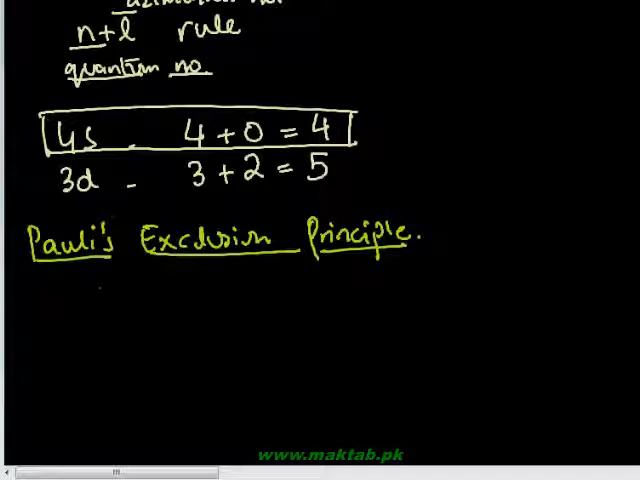 n+l rule
quantum no.
4s - 4+0=4
3d - 3+2=5
Pauli's Exclusion Principle.
www.maktab.pk